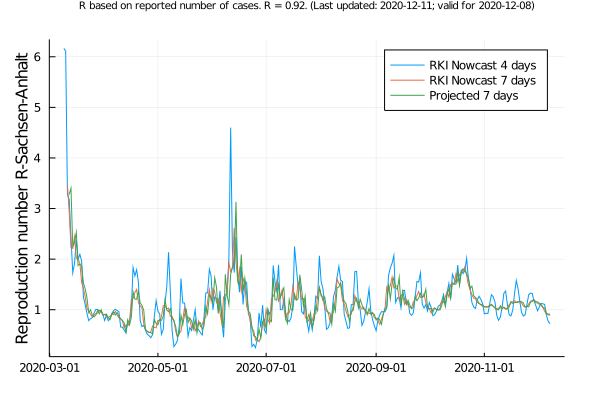 R based on reported number of cases. R = 0.92. (Last updated: 2020-12-11; valid for 2020-12-08)
Reproduction number R-Sachsen-Anhalt
6
5
4
3
2
1
RKI Nowcast 4 days
RKI Nowcast 7 days
Projected 7 days
2020-03-01
2020-05-01
2020-07-01
2020-09-01
2020-11-01